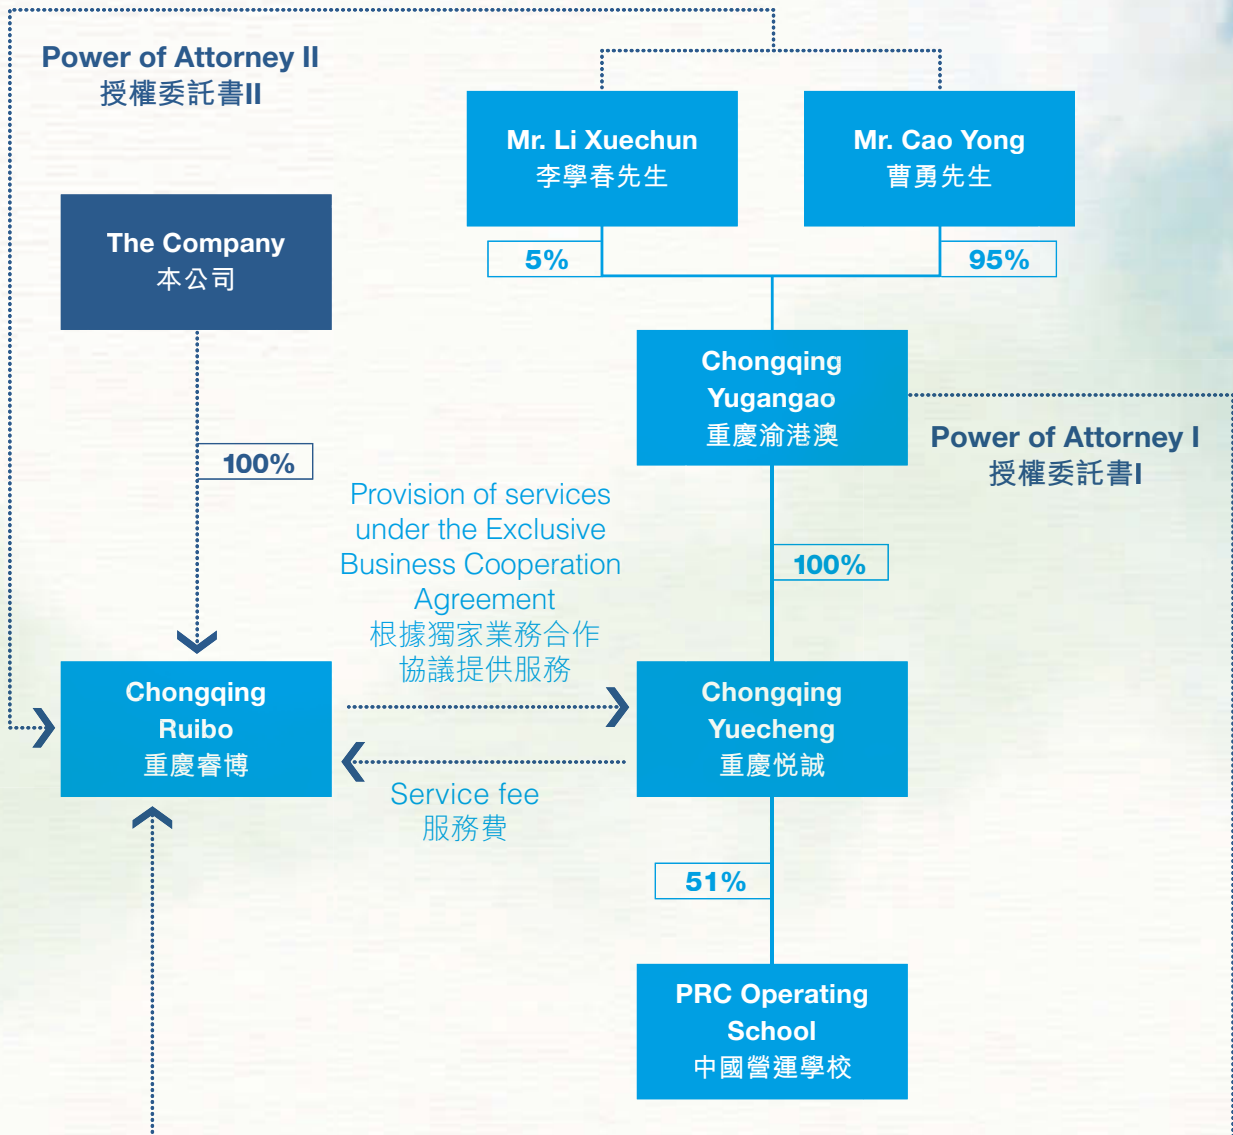 Power of Attorney II
授權委託書II
Mr. Li Xuechun
李學春先生
Mr. Cao Yong
曹勇先生
The Company
本公司
5%
95%
Chongqing
Yugangao
重慶渝港澳
Power of Attorney I
授權委託書I
100%
Provision of services
under the Exclusive
Business Cooperation
Agreement
根據獨家業務合作
協議提供服務
100%
Chongqing
Ruibo
重慶睿博
Chongqing
Yuecheng
重慶悦誠
Service fee
服務費
51%
PRC Operating
School
中國營運學校